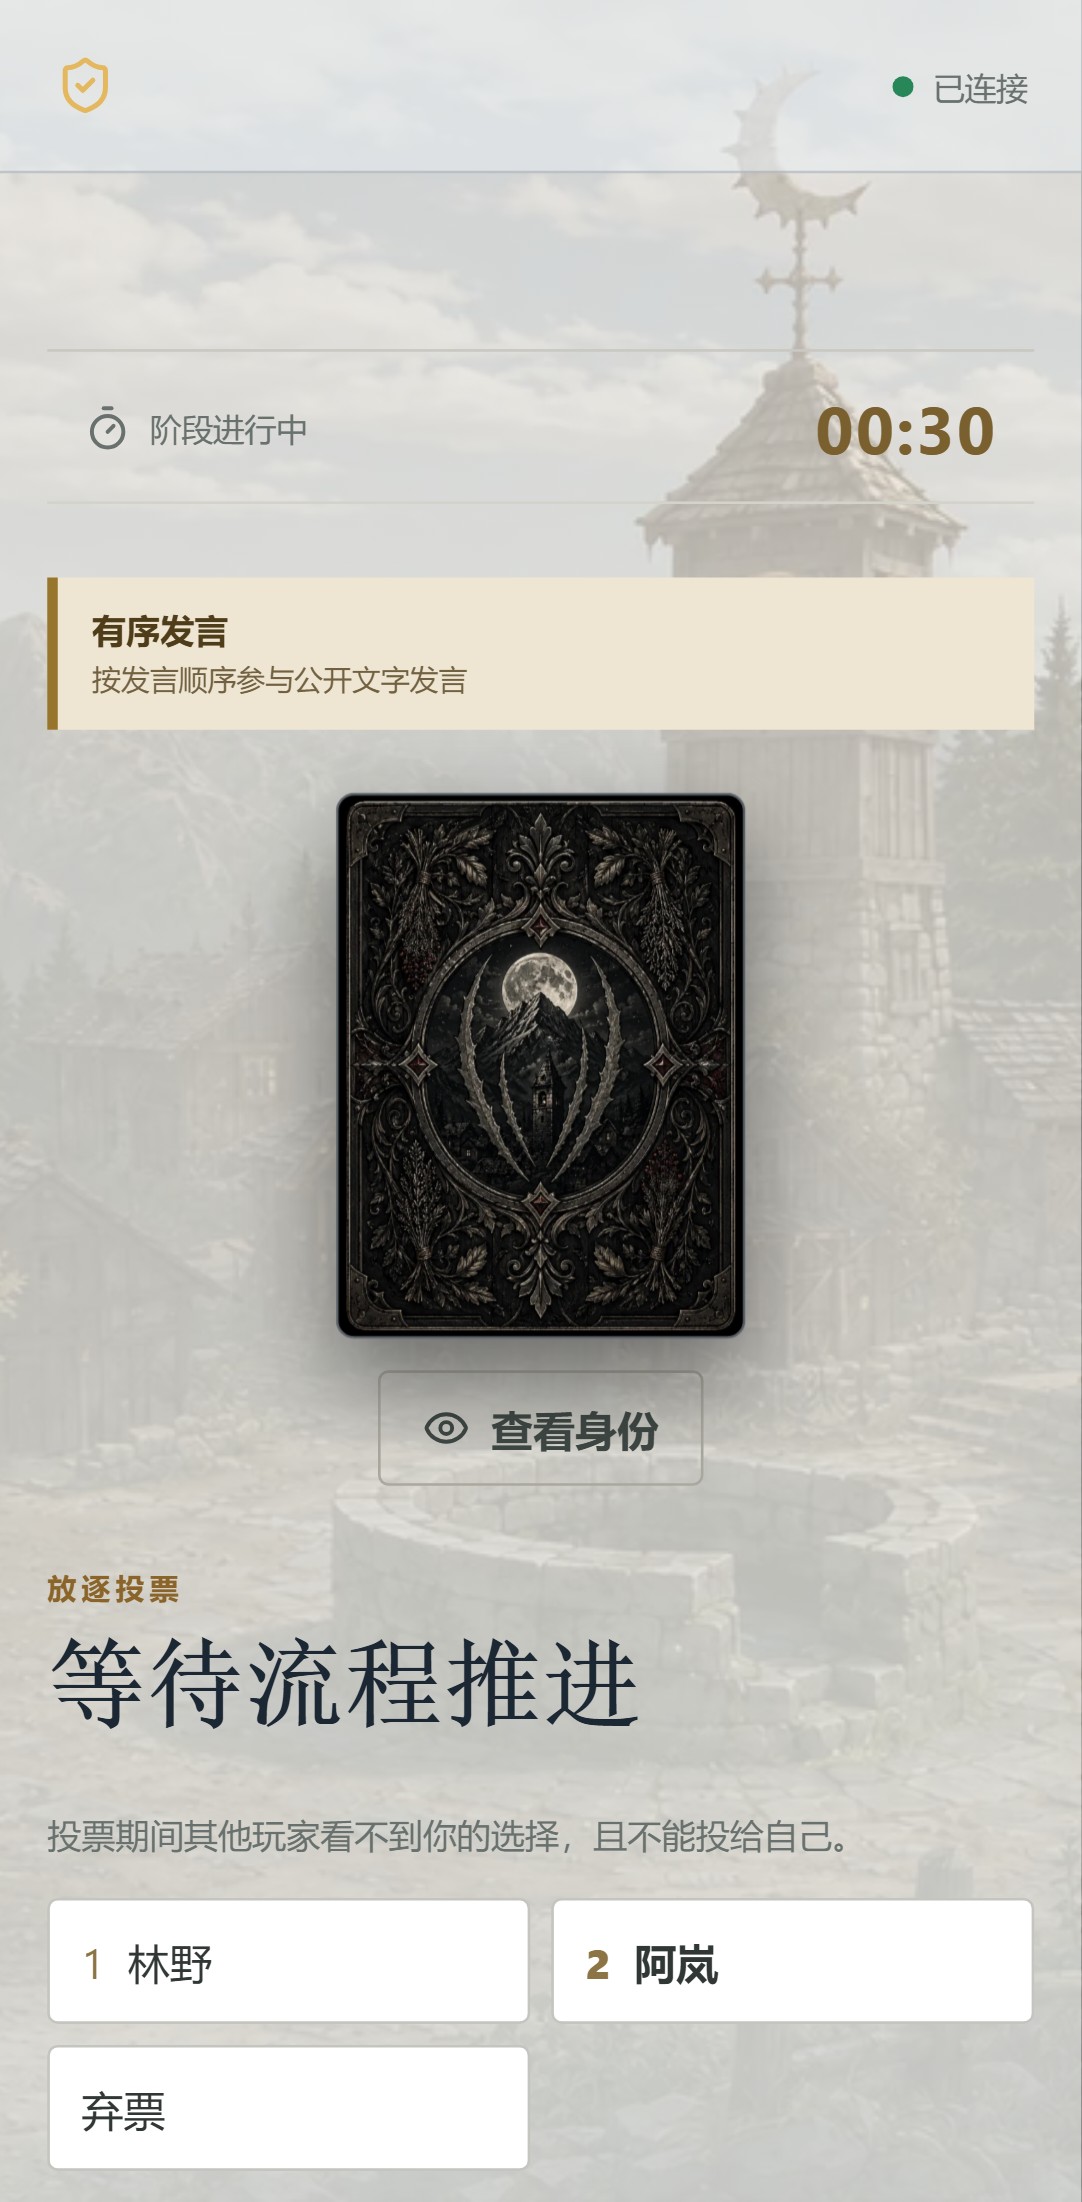 已连接
阶段进行中
00:30
有序发言
按发言顺序参与公开文字发言
查看身份
放逐投票
等待流程推进
投票期间其他玩家看不到你的选择，且不能投给自己。
1 林野
2 阿岚
弃票